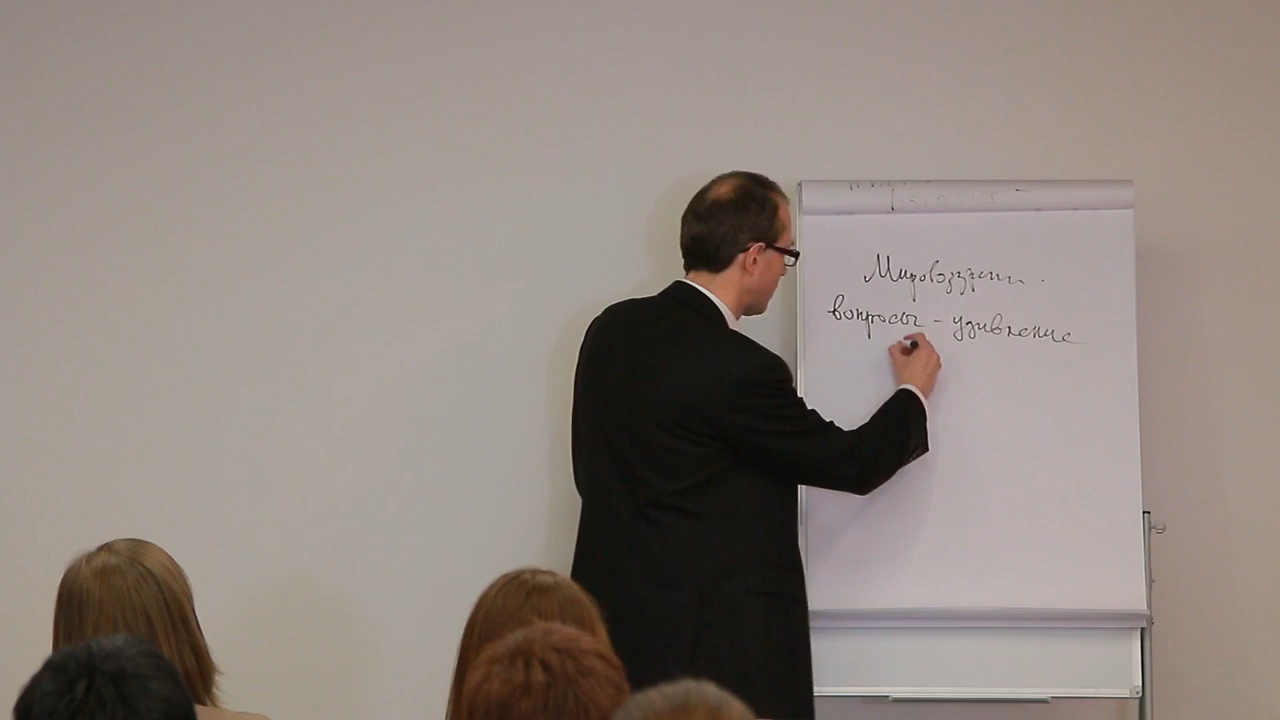 Мировоззрени.
вопросы - удивление